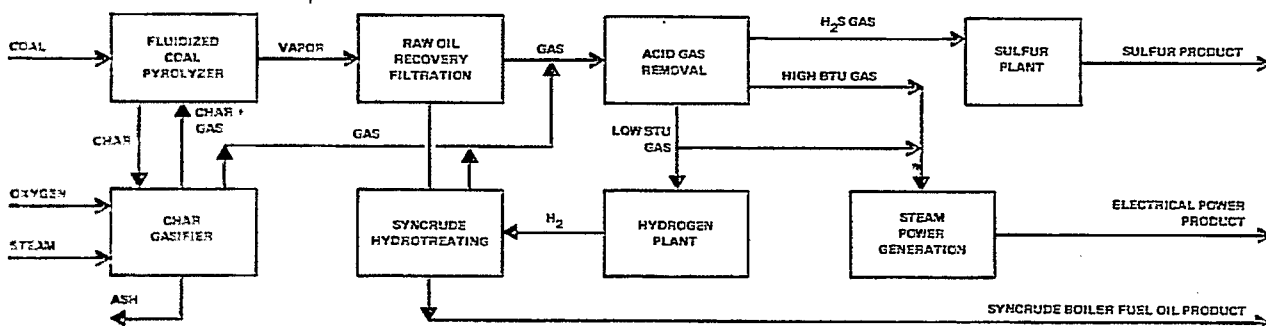 COAL
FLUIDIZED
COAL
PYROLYZER
VAPOR
RAW OIL
RECOVERY
FILTRATION
GAS
ACID GAS
REMOVAL
H₂S GAS
SULFUR
PLANT
SULFUR PRODUCT
HIGH BTU GAS
CHAR
CHAR +
GAS
GAS
LOW BTU
GAS
OXYGEN
STEAM
CHAR
GASIFIER
SYNCRUDE
HYDROTREATING
H₂
HYDROGEN
PLANT
STEAM
POWER
GENERATION
ELECTRICAL POWER
PRODUCT
ASH
SYNCRUDE BOILER FUEL OIL PRODUCT